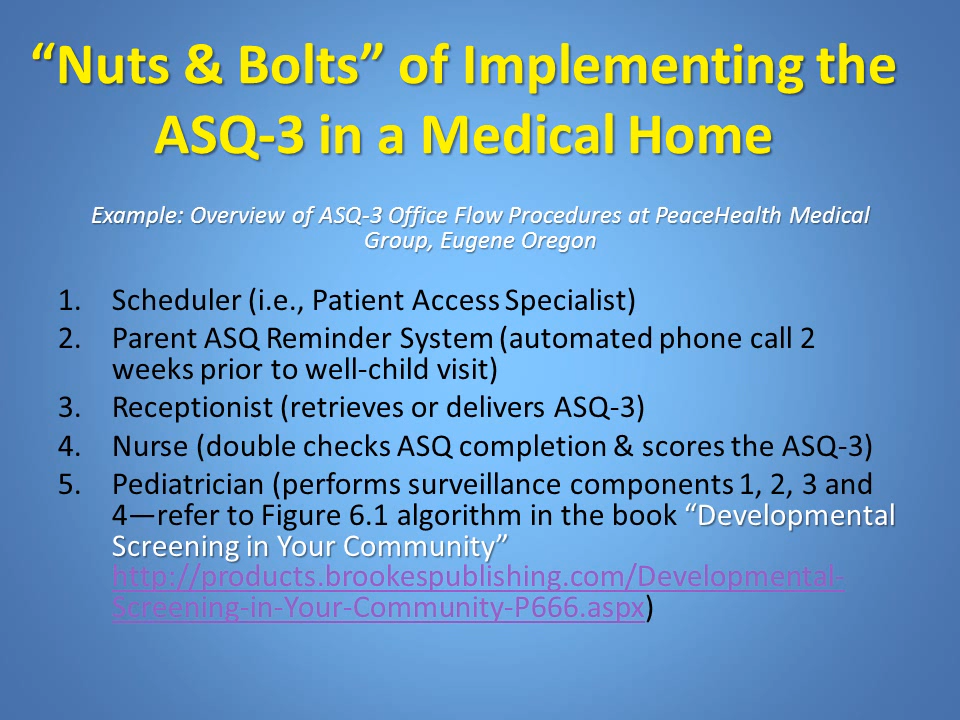 “Nuts & Bolts” of Implementing the
ASQ-3 in a Medical Home
Example: Overview of ASQ-3 Office Flow Procedures at PeaceHealth Medical
Group, Eugene Oregon
1. Scheduler (i.e., Patient Access Specialist)
2. Parent ASQ Reminder System (automated phone call 2
weeks prior to well-child visit)
3. Receptionist (retrieves or delivers ASQ-3)
4. Nurse (double checks ASQ completion & scores the ASQ-3)
5. Pediatrician (performs surveillance components 1, 2, 3 and
4—refer to Figure 6.1 algorithm in the book “Developmental
Screening in Your Community”
http://products.brookespublishing.com/Developmental-
Screening-in-Your-Community-P666.aspx)